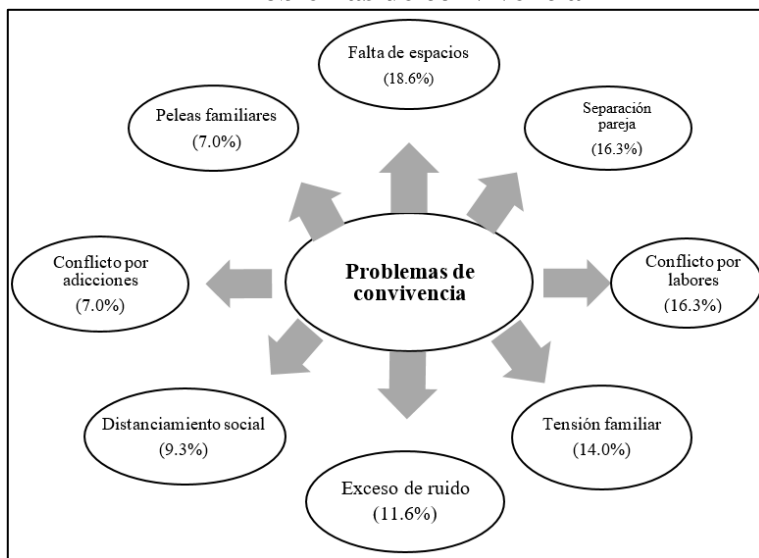 Falta de espacios
(18.6%)
Separación
pareja
(16.3%)
Conflicto por
labores
(16.3%)
Tensión familiar
(14.0%)
Exceso de ruido
(11.6%)
Distanciamiento social
(9.3%)
Conflicto por
adicciones
(7.0%)
Peleas familiares
(7.0%)
Problemas de
convivencia